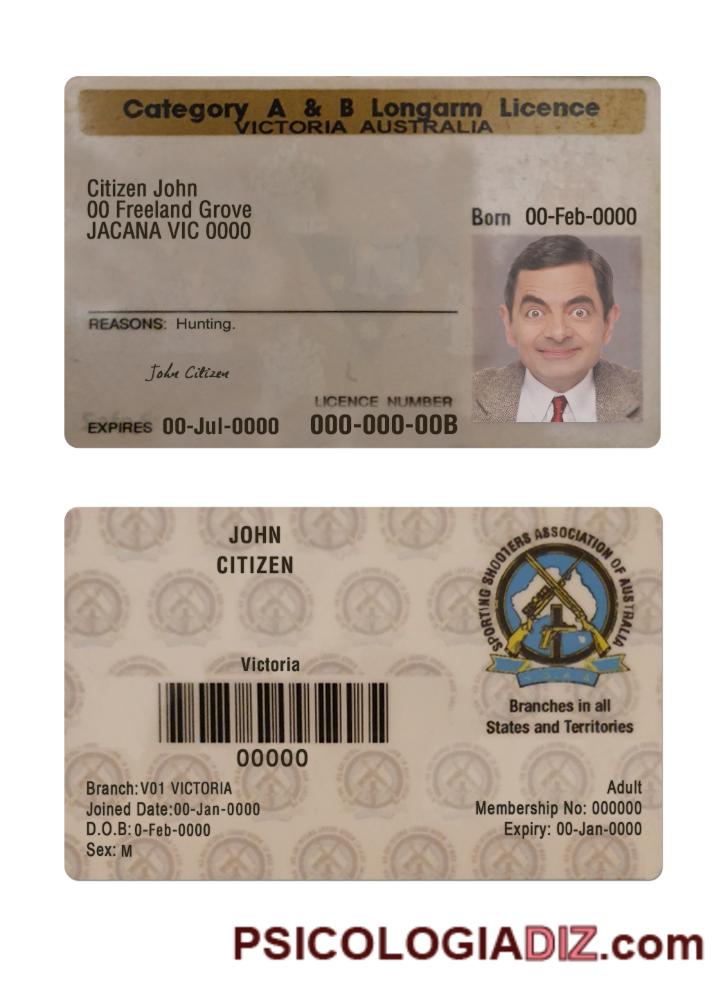 Category A & B Longarm Licence
VICTORIA AUSTRALIA
Citizen John
00 Freeland Grove
JACANA VIC 0000
Born 00-Feb-0000
REASONS: Hunting.
John Citizen
LICENCE NUMBER
EXPIRES 00-Jul-0000 000-000-00B
JOHN
CITIZEN
SPORTING SHOOTERS ASSOCIATION OF AUSTRALIA
Victoria
00000
Branches in all
States and Territories
Branch: V01 VICTORIA
Joined Date: 00-Jan-0000
D.O.B: 0-Feb-0000
Sex: M
Adult
Membership No: 000000
Expiry: 00-Jan-0000
PSICOLOGIADIZ.com